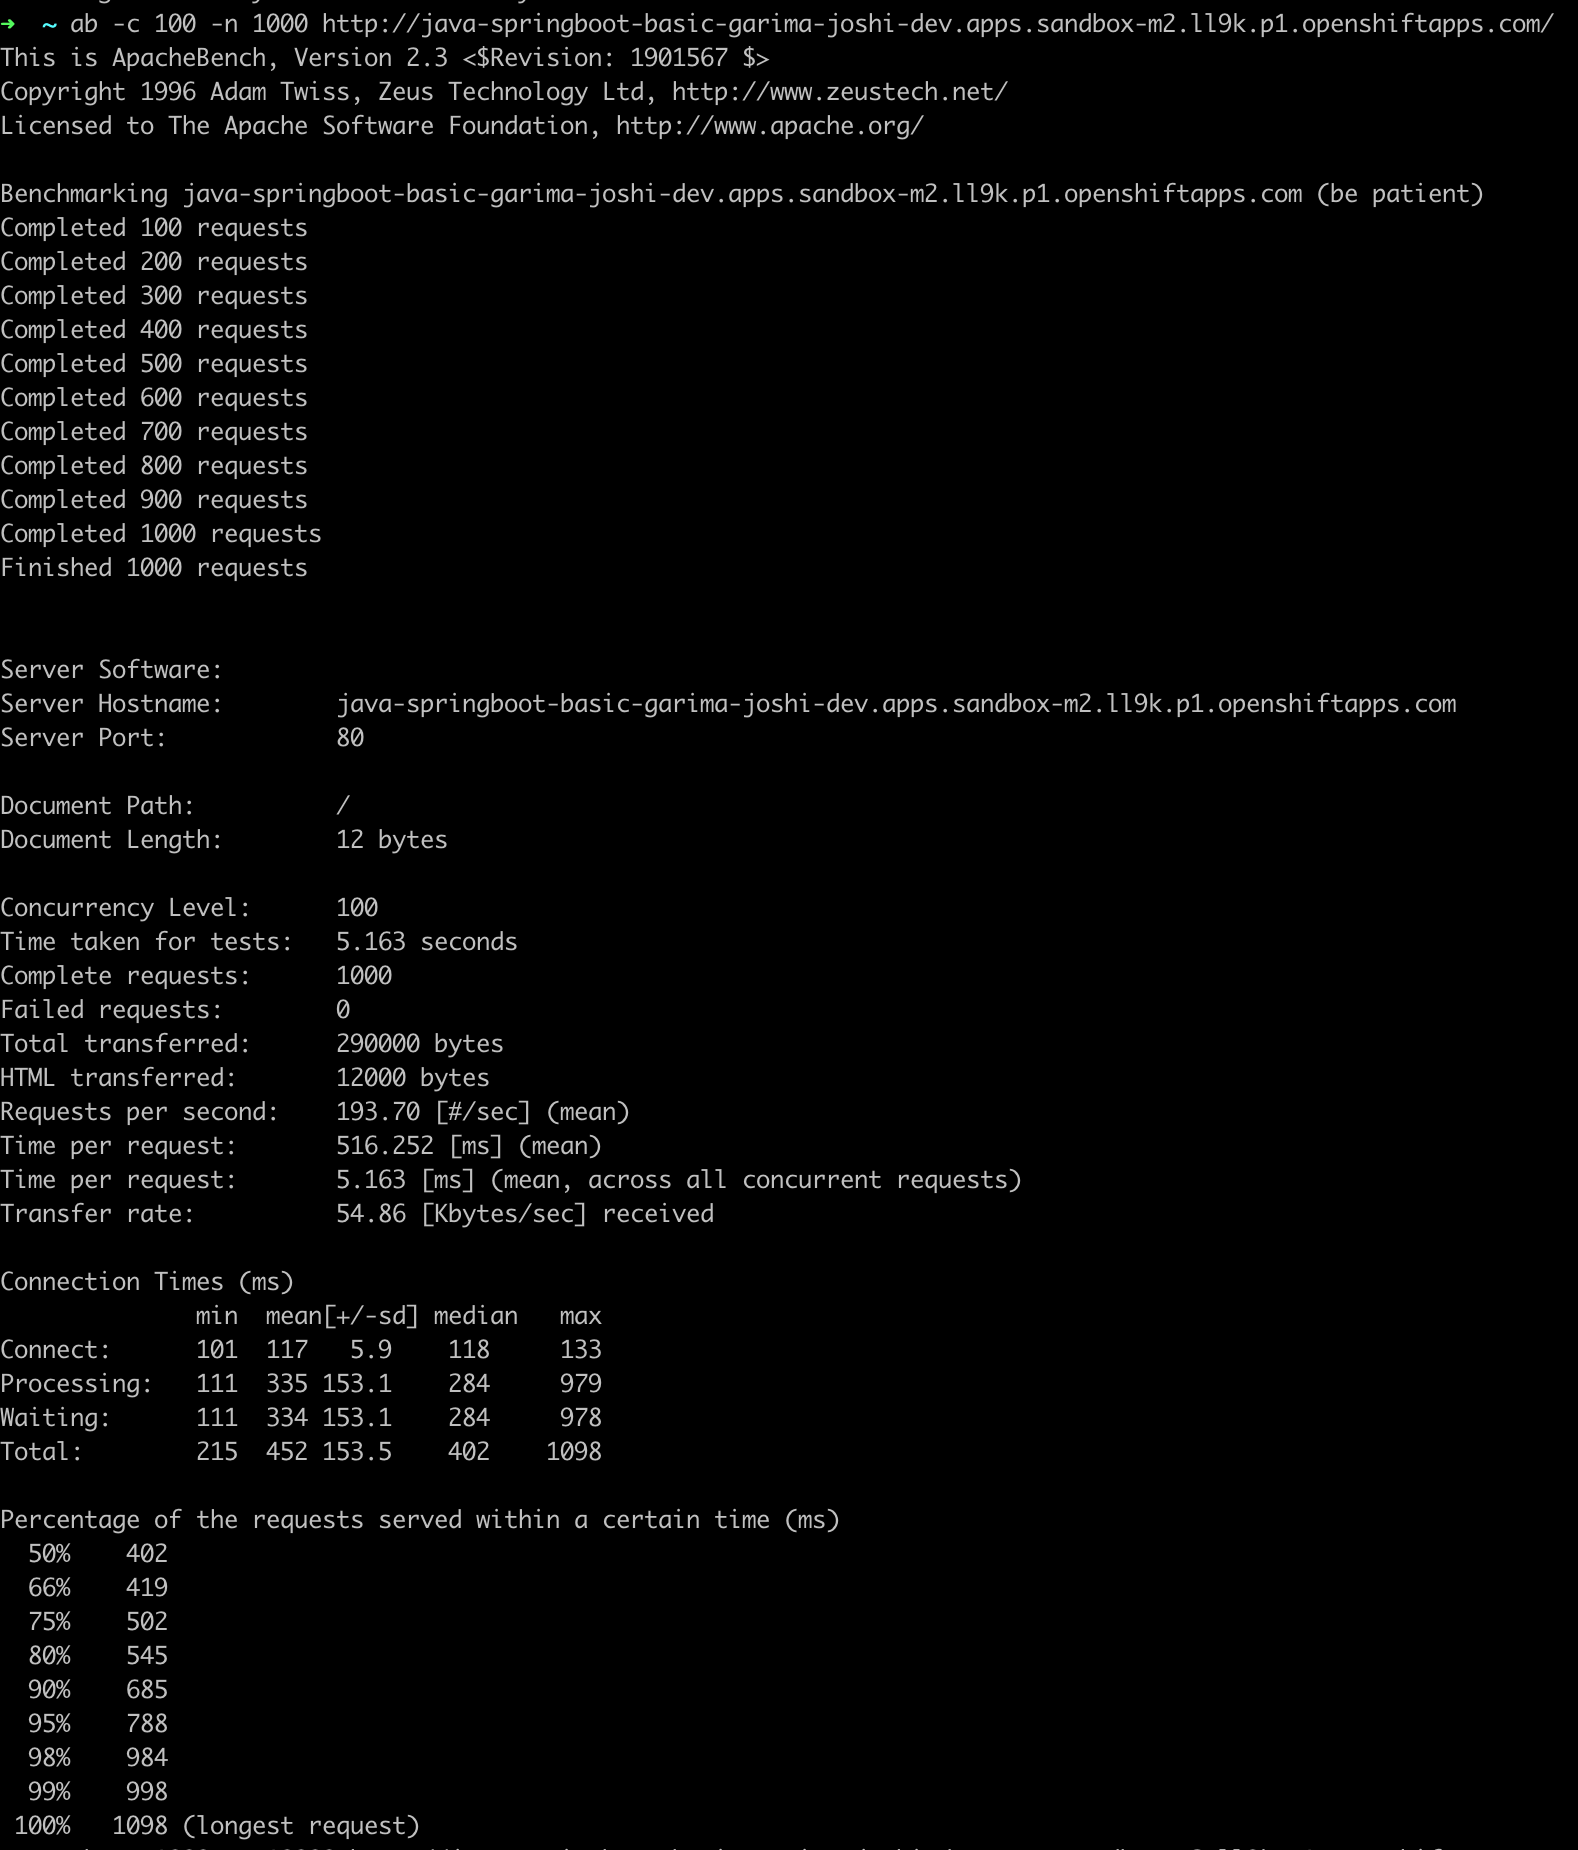 ➜ ~ ab -c 100 -n 1000 http://java-springboot-basic-garima-joshi-dev.apps.sandbox-m2.ll9k.p1.openshiftapps.com/
This is ApacheBench, Version 2.3 <$Revision: 1901567 $>
Copyright 1996 Adam Twiss, Zeus Technology Ltd, http://www.zeustech.net/
Licensed to The Apache Software Foundation, http://www.apache.org/

Benchmarking java-springboot-basic-garima-joshi-dev.apps.sandbox-m2.ll9k.p1.openshiftapps.com (be patient)
Completed 100 requests
Completed 200 requests
Completed 300 requests
Completed 400 requests
Completed 500 requests
Completed 600 requests
Completed 700 requests
Completed 800 requests
Completed 900 requests
Completed 1000 requests
Finished 1000 requests

Server Software:
Server Hostname:        java-springboot-basic-garima-joshi-dev.apps.sandbox-m2.ll9k.p1.openshiftapps.com
Server Port:            80

Document Path:          /
Document Length:        12 bytes

Concurrency Level:      100
Time taken for tests:   5.163 seconds
Complete requests:      1000
Failed requests:        0
Total transferred:      290000 bytes
HTML transferred:       12000 bytes
Requests per second:    193.70 [#/sec] (mean)
Time per request:       516.252 [ms] (mean)
Time per request:       5.163 [ms] (mean, across all concurrent requests)
Transfer rate:          54.86 [Kbytes/sec] received

Connection Times (ms)
              min  mean[+/-sd] median   max
Connect:      101  117   5.9    118     133
Processing:   111  335 153.1    284     979
Waiting:      111  334 153.1    284     978
Total:        215  452 153.5    402    1098

Percentage of the requests served within a certain time (ms)
  50%    402
  66%    419
  75%    502
  80%    545
  90%    685
  95%    788
  98%    984
  99%    998
 100%   1098 (longest request)